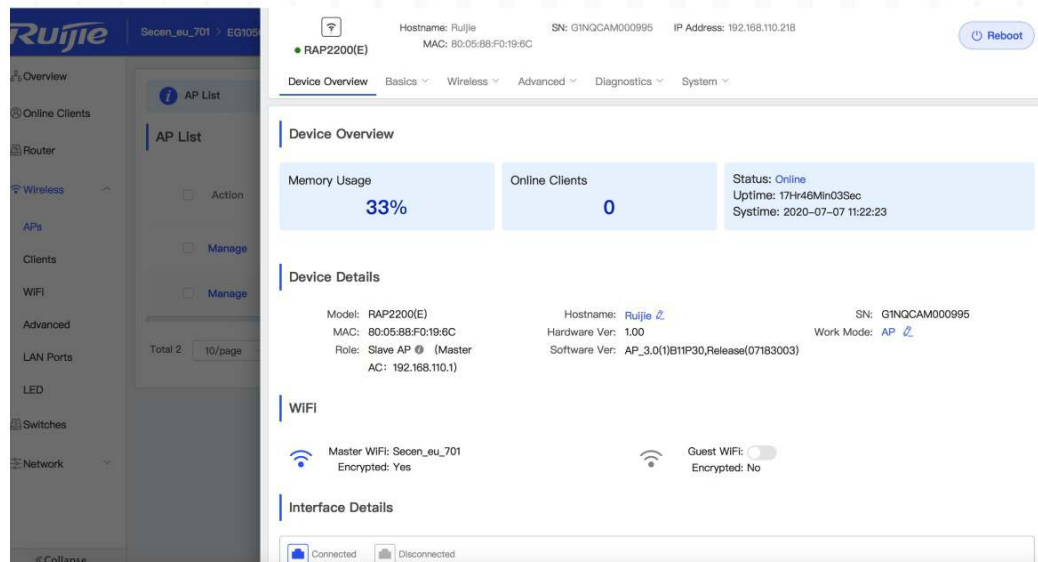 Ruijie
Secen_eu_701 > EG105
Hostname: Ruijie
SN: G1NQCAM000995
IP Address: 192.168.110.218
RAP2200(E)
MAC: 80:05:88:F0:19:6C
Reboot
Device Overview Basics Wireless Advanced Diagnostics System
Overview
Online Clients
Router
Wireless
APs
Clients
WiFi
Advanced
LAN Ports
LED
Switches
Network
Collapse
AP List
AP List
Action
Manage
Manage
Total 2 10/page
Device Overview
Memory Usage
33%
Online Clients
0
Status: Online
Uptime: 17Hr46Min03Sec
Systime: 2020-07-07 11:22:23
Device Details
Model: RAP2200(E)
MAC: 80:05:88:F0:19:6C
Role: Slave AP (Master
AC: 192.168.110.1)
Hostname: Ruijie
Hardware Ver: 1.00
Software Ver: AP_3.0(1)B11P30,Release(07183003)
SN: G1NQCAM000995
Work Mode: AP
WiFi
Master WiFi: Secen_eu_701
Encrypted: Yes
Guest WiFi:
Encrypted: No
Interface Details
Connected
Disconnected